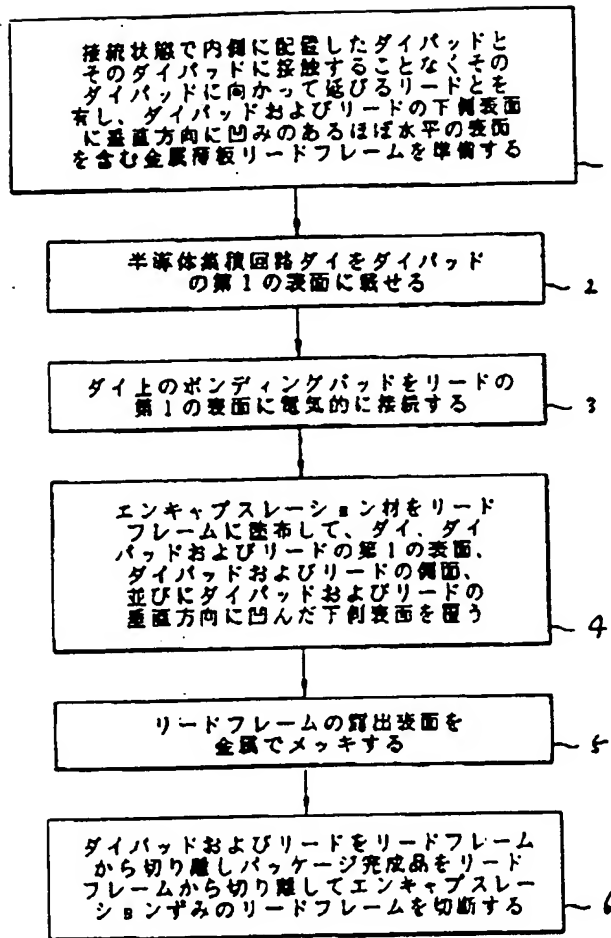 接続状態で内側に配置したダイパッドと
そのダイパッドに接触することなくその
ダイパッドに向かって延びるリードとを
有し、ダイパッドおよびリードの下側表面
に垂直方向に凹みのあるほぼ水平の表面
を含む金属薄板リードフレームを準備する
半導体集積回路ダイをダイパッド
の第1の表面に載せる
2
ダイ上のボンディングパッドをリードの
第1の表面に電気的に接続する
3
エンキャプスレーション材をリード
フレームに塗布して、ダイ、ダイ
パッドおよびリードの第1の表面、
ダイパッドおよびリードの側面、
並びにダイパッドおよびリードの
垂直方向に凹んだ下側表面を覆う
4
リードフレームの露出表面を
金属でメッキする
5
ダイパッドおよびリードをリードフレーム
から切り離しパッケージ完成品をリード
フレームから切り離してエンキャプスレー
ションずみのリードフレームを切断する
6